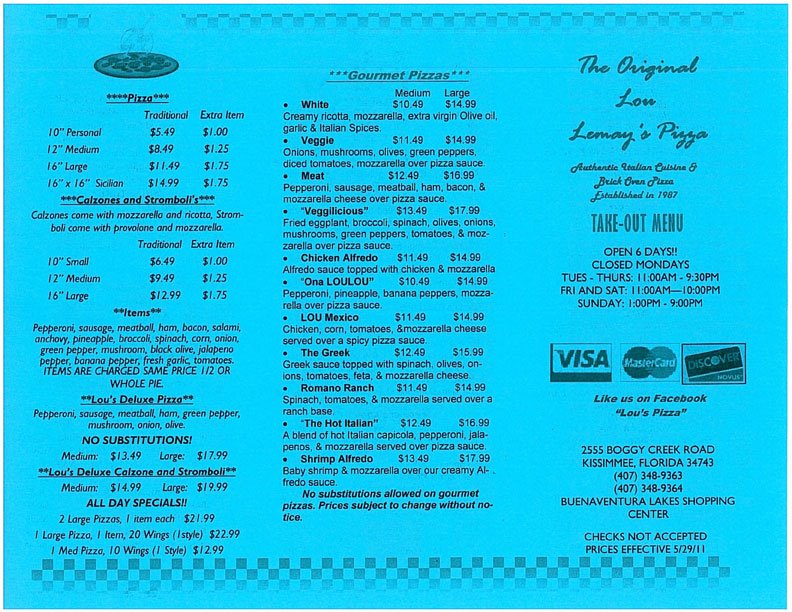 ****Pizza***
Traditional Extra Item
10" Personal $5.49 $1.00
12" Medium $8.49 $1.25
16" Large $11.49 $1.75
16" x 16" Sicilian $14.99 $1.75
***Calzones and Stromboli's***
Calzones come with mozzarella and ricotta, Strom-
boli come with provolone and mozzarella.
Traditional Extra Item
10" Small $6.49 $1.00
12" Medium $9.49 $1.25
16" Large $12.99 $1.75
**Items**
Pepperoni, sausage, meatball, ham, bacon, salami,
anchovy, pineapple, broccoli, spinach, corn, onion,
green pepper, mushroom, black olive, jalapeno
pepper, banana pepper, fresh garlic, tomatoes.
ITEMS ARE CHARGED SAME PRICE 1/2 OR
WHOLE PIE.
**Lou's Deluxe Pizza**
Pepperoni, sausage, meatball, ham, green pepper,
mushroom, onion, olive.
NO SUBSTITUTIONS!
Medium: $13.49 Large: $17.99
**Lou's Deluxe Calzone and Stromboli**
Medium: $14.99 Large: $19.99
ALL DAY SPECIALS!!
2 Large Pizzas, 1 item each $21.99
1 Large Pizza, 1 Item, 20 Wings (1style) $22.99
1 Med Pizza, 10 Wings (1 Style) $12.99
***Gourmet Pizzas***
Medium Large
• White $10.49 $14.99
Creamy ricotta, mozzarella, extra virgin Olive oil,
garlic & Italian Spices.
• Veggie $11.49 $14.99
Onions, mushrooms, olives, green peppers,
diced tomatoes, mozzarella over pizza sauce.
• Meat $12.49 $16.99
Pepperoni, sausage, meatball, ham, bacon, &
mozzarella cheese over pizza sauce.
• "Veggilicious" $13.49 $17.99
Fried eggplant, broccoli, spinach, olives, onions,
mushrooms, green peppers, tomatoes, & moz-
zarella over pizza sauce.
• Chicken Alfredo $11.49 $14.99
Alfredo sauce topped with chicken & mozzarella
• "Ona LOULOU" $10.49 $14.99
Pepperoni, pineapple, banana peppers, mozza-
rella over pizza sauce.
• LOU Mexico $11.49 $14.99
Chicken, corn, tomatoes, &mozzarella cheese
served over a spicy pizza sauce.
• The Greek $12.49 $15.99
Greek sauce topped with spinach, olives, on-
ions, tomatoes, feta, & mozzarella cheese.
• Romano Ranch $11.49 $14.99
Spinach, tomatoes, & mozzarella served over a
ranch base.
• "The Hot Italian" $12.49 $16.99
A blend of hot Italian capicola, pepperoni, jala-
penos, & mozzarella served over pizza sauce.
• Shrimp Alfredo $13.49 $17.99
Baby shrimp & mozzarella over our creamy Al-
fredo sauce.
No substitutions allowed on gourmet
pizzas. Prices subject to change without no-
tice.
The Original
Lou
Lemay's Pizza
Authentic Italian Cuisine &
Brick Oven Pizza
Established in 1987
TAKE-OUT MENU
OPEN 6 DAYS!!
CLOSED MONDAYS
TUES - THURS: 11:00AM - 9:30PM
FRI AND SAT: 11:00AM—10:00PM
SUNDAY: 1:00PM - 9:00PM
VISA MasterCard DISCOVER
NOVUS
Like us on Facebook
"Lou's Pizza"
2555 BOGGY CREEK ROAD
KISSIMMEE, FLORIDA 34743
(407) 348-9363
(407) 348-9364
BUENAVENTURA LAKES SHOPPING
CENTER
CHECKS NOT ACCEPTED
PRICES EFFECTIVE 5/29/11